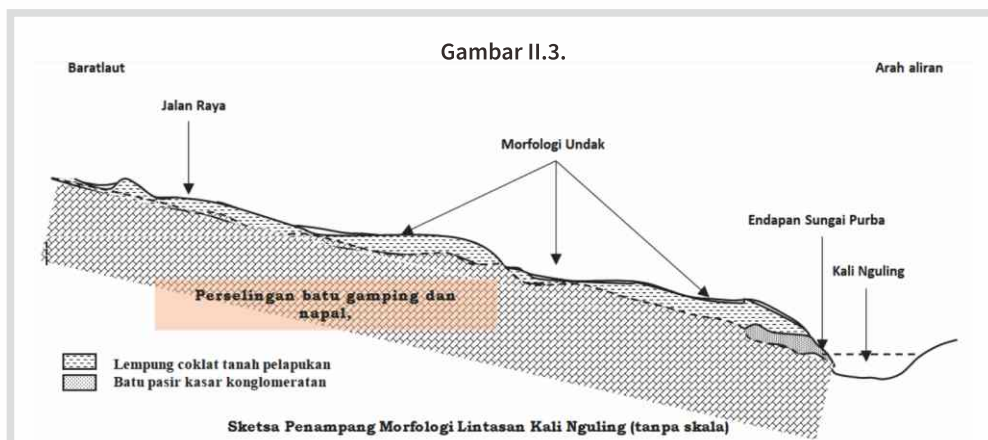 Gambar II.3.
Baratlaut
Arah aliran
Jalan Raya
Morfologi Undak
Endapan Sungai Purba
Kali Nguling
Perselingan batu gamping dan
napal,
Lempung coklat tanah pelapukan
Batu pasir kasar konglomeratan
Sketsa Penampang Morfologi Lintasan Kali Nguling (tanpa skala)